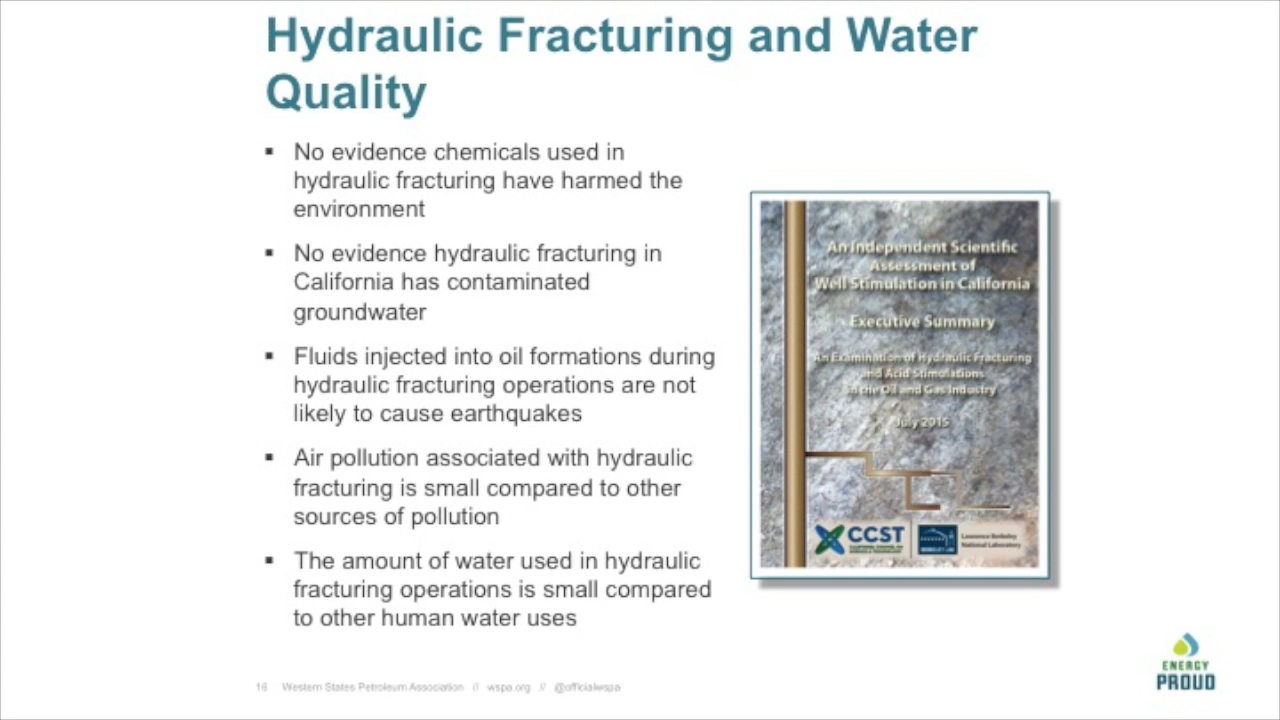 Hydraulic Fracturing and Water
Quality
▪ No evidence chemicals used in
hydraulic fracturing have harmed the
environment
▪ No evidence hydraulic fracturing in
California has contaminated
groundwater
▪ Fluids injected into oil formations during
hydraulic fracturing operations are not
likely to cause earthquakes
▪ Air pollution associated with hydraulic
fracturing is small compared to other
sources of pollution
▪ The amount of water used in hydraulic
fracturing operations is small compared
to other human water uses
An Independent Scientific
Assessment of
Well Stimulation in California
Executive Summary
An Examination of Hydraulic Fracturing
and Acid Stimulations
in the Oil and Gas Industry
July 2015
CCST
Lawrence Berkeley
National Laboratory
16 Western States Petroleum Association // wspa.org // @officialwspa
ENERGY
PROUD